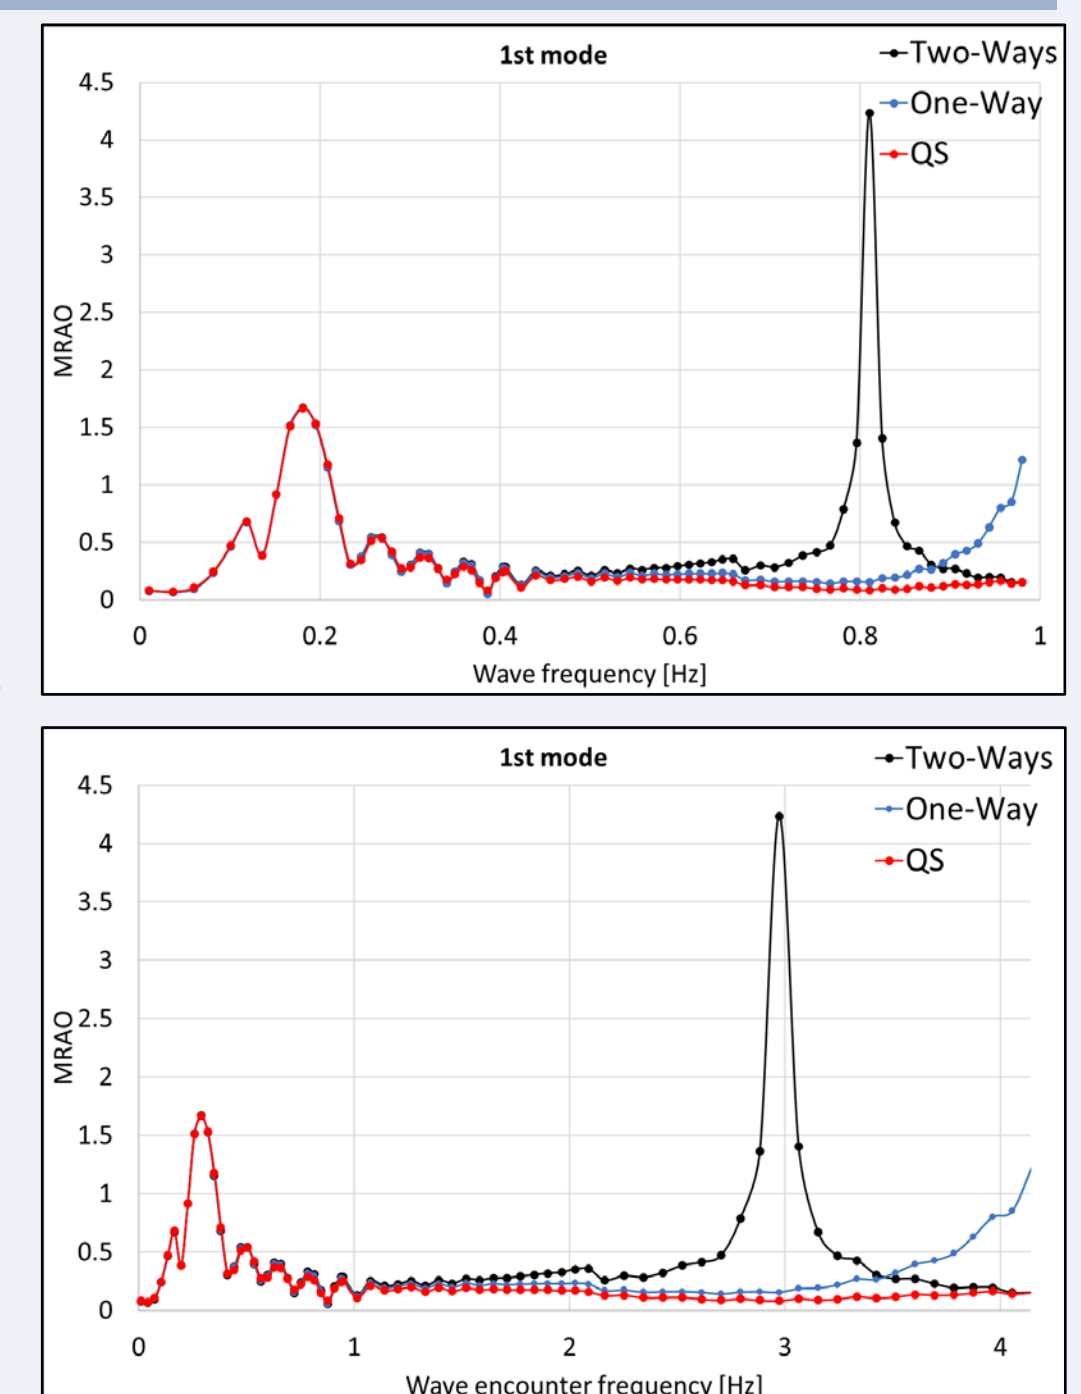 1st mode
Two-Ways
One-Way
QS
4.5
4
3.5
3
2.5
2
1.5
1
0.5
0
MRAO
0 0.2 0.4 0.6 0.8 1
Wave frequency [Hz]
1st mode
Two-Ways
One-Way
QS
4.5
4
3.5
3
2.5
2
1.5
1
0.5
0
MRAO
0 1 2 3 4
Wave encounter frequency [Hz]